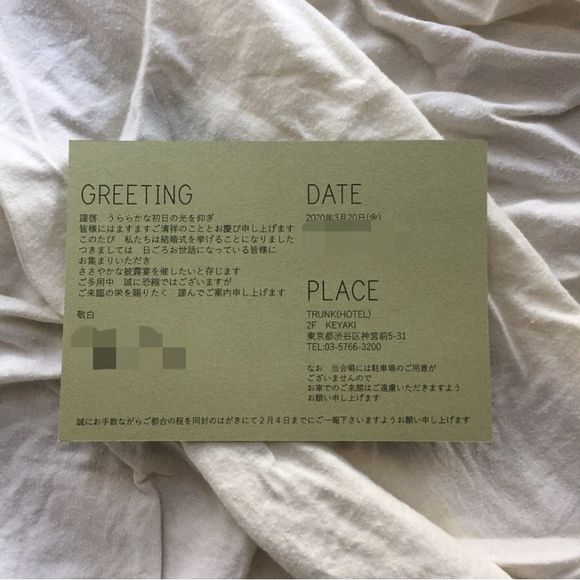 GREETING
謹啓　うららかな初日の光を仰ぎ
皆様にはますますご清祥のこととお慶び申し上げます
このたび　私たちは結婚式を挙げることになりました
つきましては　日ごろお世話になっている皆様に
お集まりいただき
ささやかな披露宴を催したいと存じます
ご多用中　誠に恐縮ではございますが
ご来臨の栄を賜りたく　謹んでご案内申し上げます
敬白
DATE
2020年3月20日(金)
PLACE
TRUNK(HOTEL)
2F　KEYAKI
東京都渋谷区神宮前5-31
TEL:03-5766-3200
なお　当会場には駐車場のご用意が
ございませんので
お車でのご来館はご遠慮いただきますよう
お願い申し上げます
誠にお手数ながらご都合の程を同封のはがきにて２月４日までにご一報下さいますようお願い申し上げます